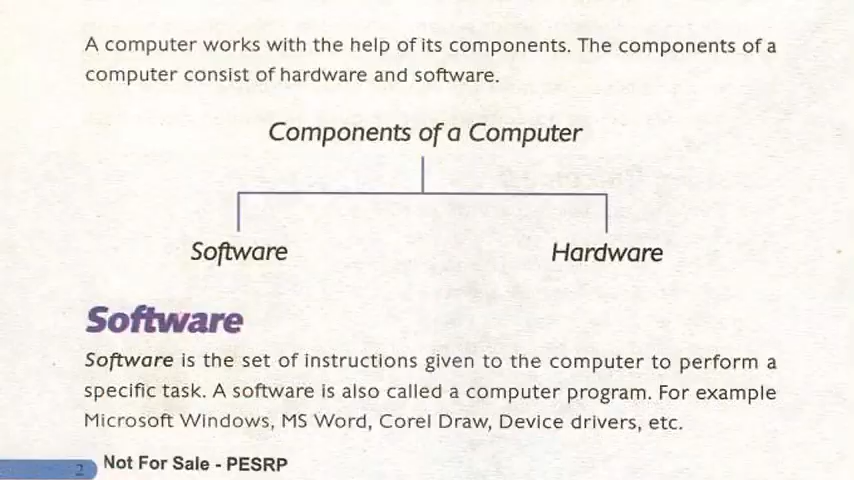 A computer works with the help of its components. The components of a
computer consist of hardware and software.
Components of a Computer
Software
Hardware
Software
Software is the set of instructions given to the computer to perform a
specific task. A software is also called a computer program. For example
Microsoft Windows, MS Word, Corel Draw, Device drivers, etc.
2
Not For Sale - PESRP